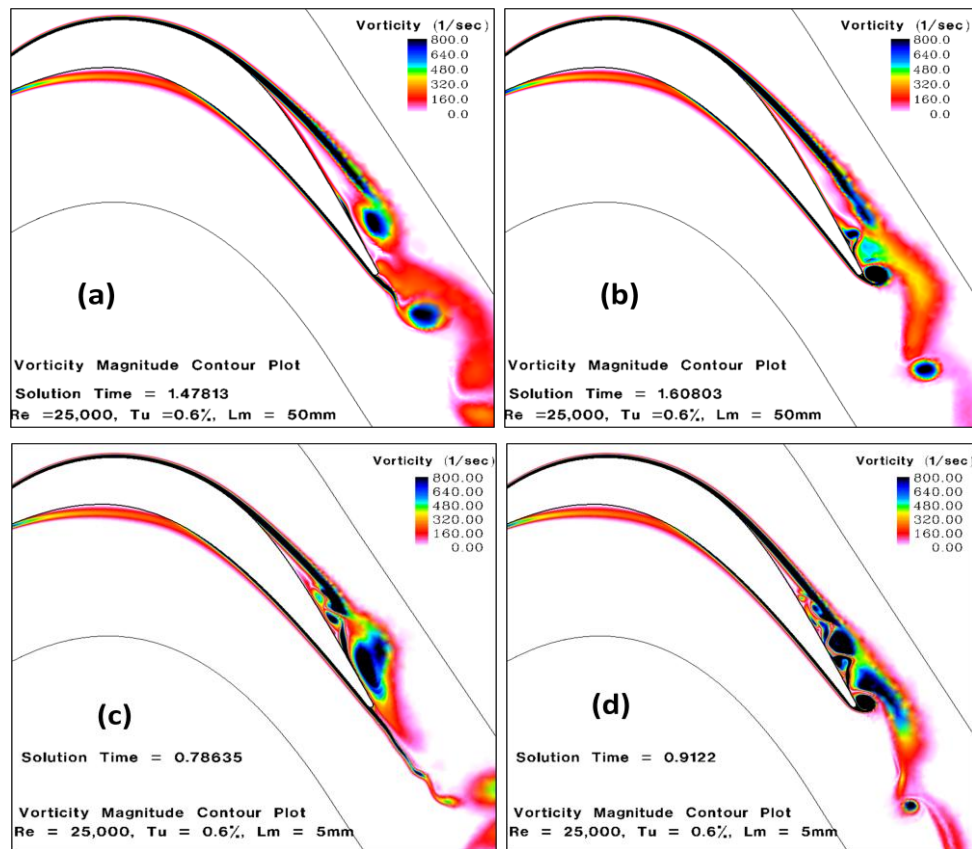 Vorticity (1/sec)
800.0
640.0
480.0
320.0
160.0
0.0
(a)
Vorticity Magnitude Contour Plot
Solution Time = 1.47813
Re =25,000, Tu =0.6%, Lm = 50mm
Vorticity (1/sec)
800.0
640.0
480.0
320.0
160.0
0.0
(b)
Vorticity Magnitude Contour Plot
Solution Time = 1.60803
Re =25,000, Tu =0.6%, Lm = 50mm
Vorticity (1/sec)
800.00
640.00
480.00
320.00
160.00
0.00
(c)
Solution Time = 0.78635
Vorticity Magnitude Contour Plot
Re = 25,000, Tu = 0.6%, Lm = 5mm
Vorticity (1/sec)
800.00
640.00
480.00
320.00
160.00
0.00
(d)
Solution Time = 0.9122
Vorticity Magnitude Contour Plot
Re = 25,000, Tu = 0.6%, Lm = 5mm